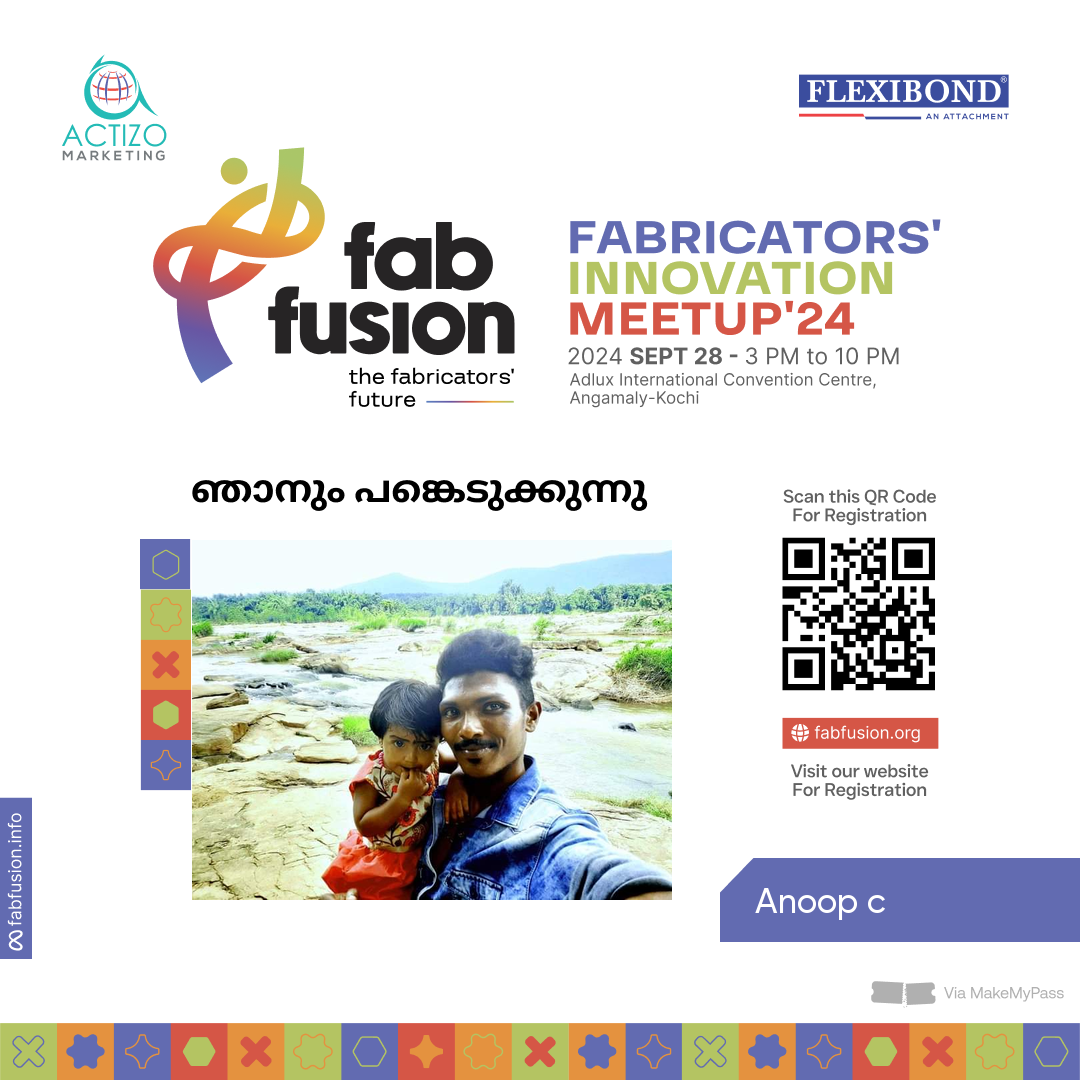 ACTIZO
MARKETING
FLEXIBOND®
AN ATTACHMENT
fab
fusion
the fabricators'
future
FABRICATORS'
INNOVATION
MEETUP'24
2024 SEPT 28 - 3 PM to 10 PM
Adlux International Convention Centre,
Angamaly-Kochi
ഞാനും പങ്കെടുക്കുന്നു
Scan this QR Code
For Registration
fabfusion.org
Visit our website
For Registration
fabfusion.info
Anoop c
Via MakeMyPass